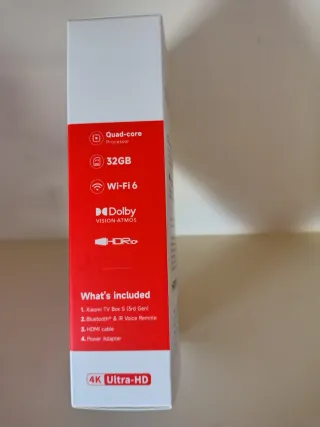 Quad-core
Processor
32GB
Wi-Fi 6
Dolby
VISION·ATMOS
HDR10+
What's included
1. Xiaomi TV Box S (3rd Gen)
2. Bluetooth® & IR Voice Remote
3. HDMI cable
4. Power Adapter
4K Ultra-HD